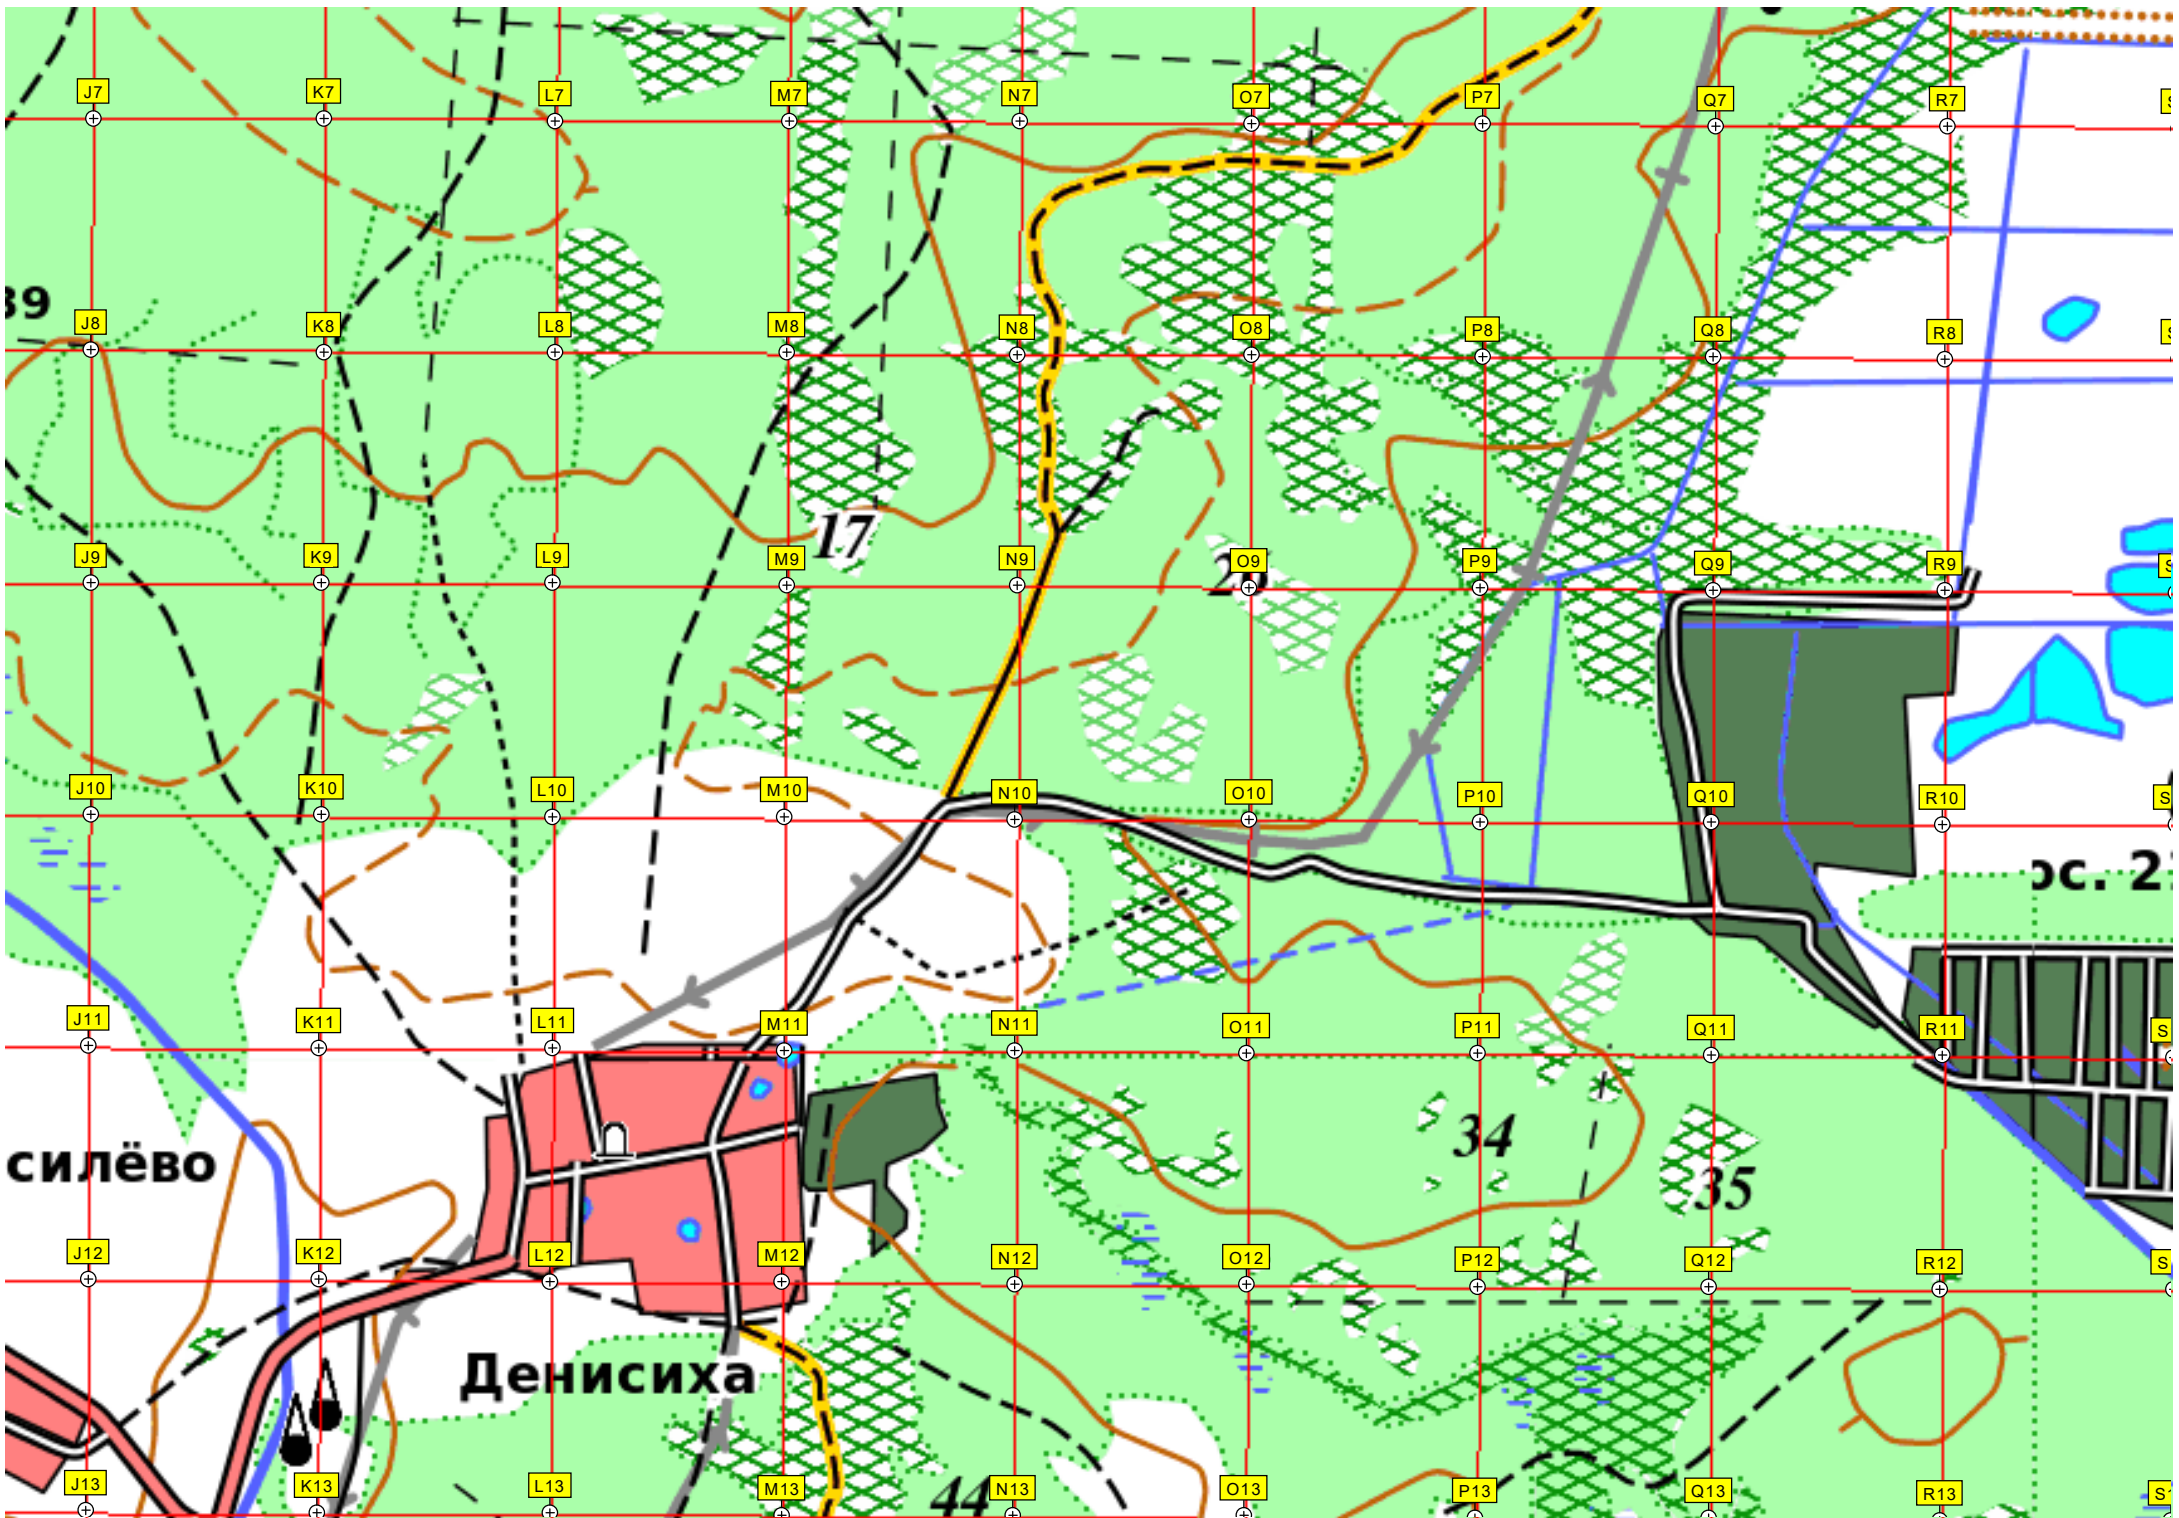 J7 K7 L7 M7 N7 O7 P7 Q7 R7
39
J8 K8 L8 M8 N8 O8 P8 Q8 R8
17
J9 K9 L9 M9 N9 O9 P9 Q9 R9
J10 K10 L10 M10 N10 O10 P10 Q10 R10 S
ос. 2
J11 K11 L11 M11 N11 O11 P11 Q11 R11 S
34
силёво
35
J12 K12 L12 M12 N12 O12 P12 Q12 R12 S
Денисиха
J13 K13 L13 M13 44 N13 O13 P13 Q13 R13